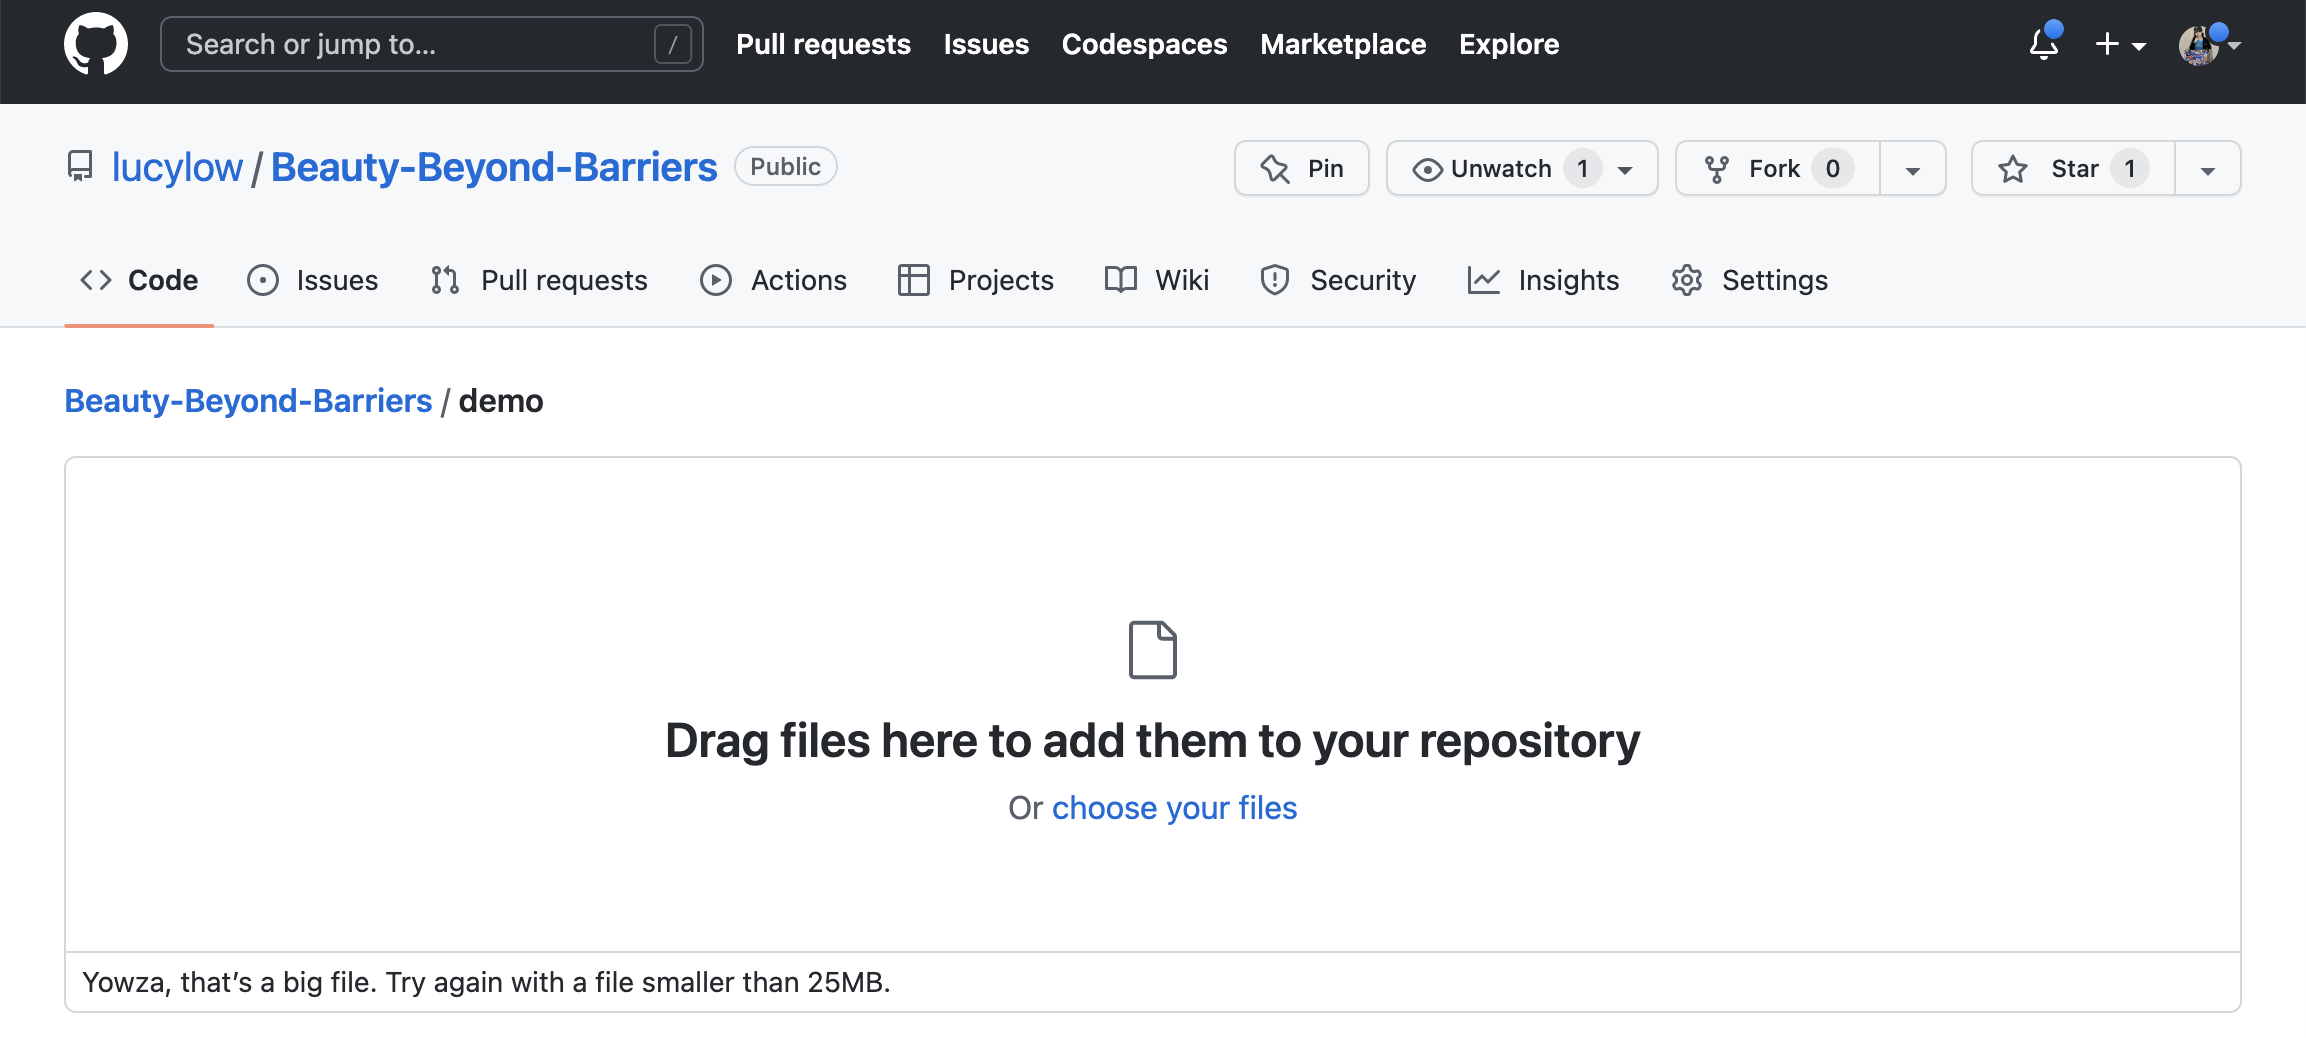 Search or jump to... / Pull requests Issues Codespaces Marketplace Explore
lucylow / Beauty-Beyond-Barriers Public Pin Unwatch 1 Fork 0 Star 1
Code Issues Pull requests Actions Projects Wiki Security Insights Settings
Beauty-Beyond-Barriers / demo
Drag files here to add them to your repository
Or choose your files
Yowza, that’s a big file. Try again with a file smaller than 25MB.